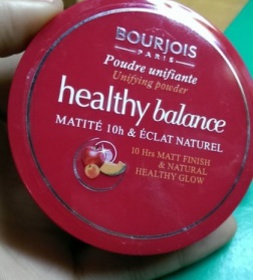 BOURJOIS
PARIS
Poudre unifiante
Unifying powder
healthy balance
MATITÉ 10h & ÉCLAT NATUREL
10 Hrs MATT FINISH
& NATURAL
HEALTHY GLOW